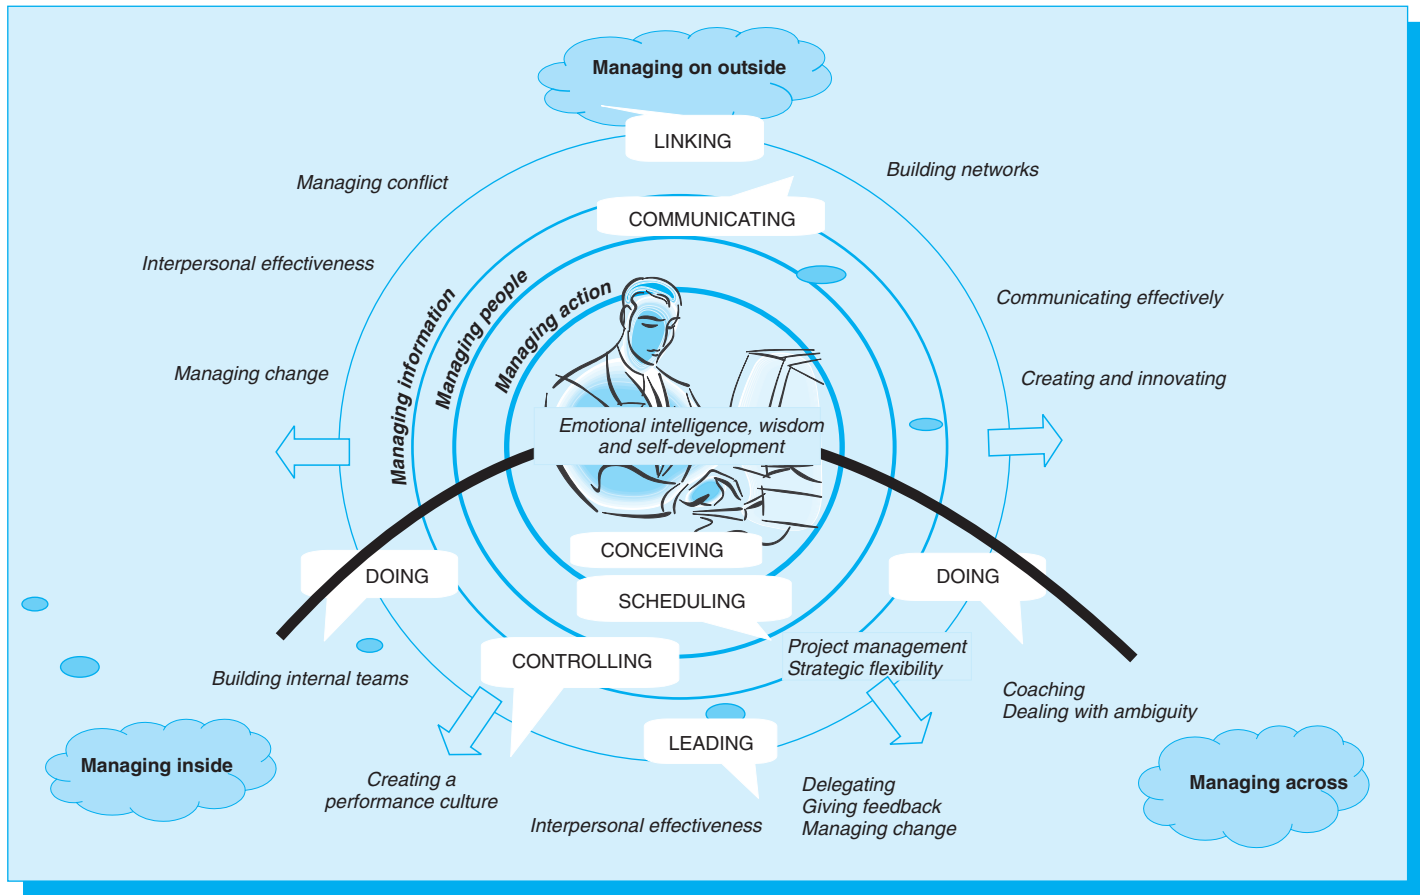 Managing on outside
LINKING
Building networks
Managing conflict
COMMUNICATING
Interpersonal effectiveness
Communicating effectively
Managing information
Managing people
Managing action
Managing change
Creating and innovating
Emotional intelligence, wisdom
and self-development
CONCEIVING
DOING
DOING
SCHEDULING
CONTROLLING
Project management
Strategic flexibility
Building internal teams
Coaching
Dealing with ambiguity
LEADING
Managing inside
Managing across
Creating a
performance culture
Delegating
Giving feedback
Managing change
Interpersonal effectiveness